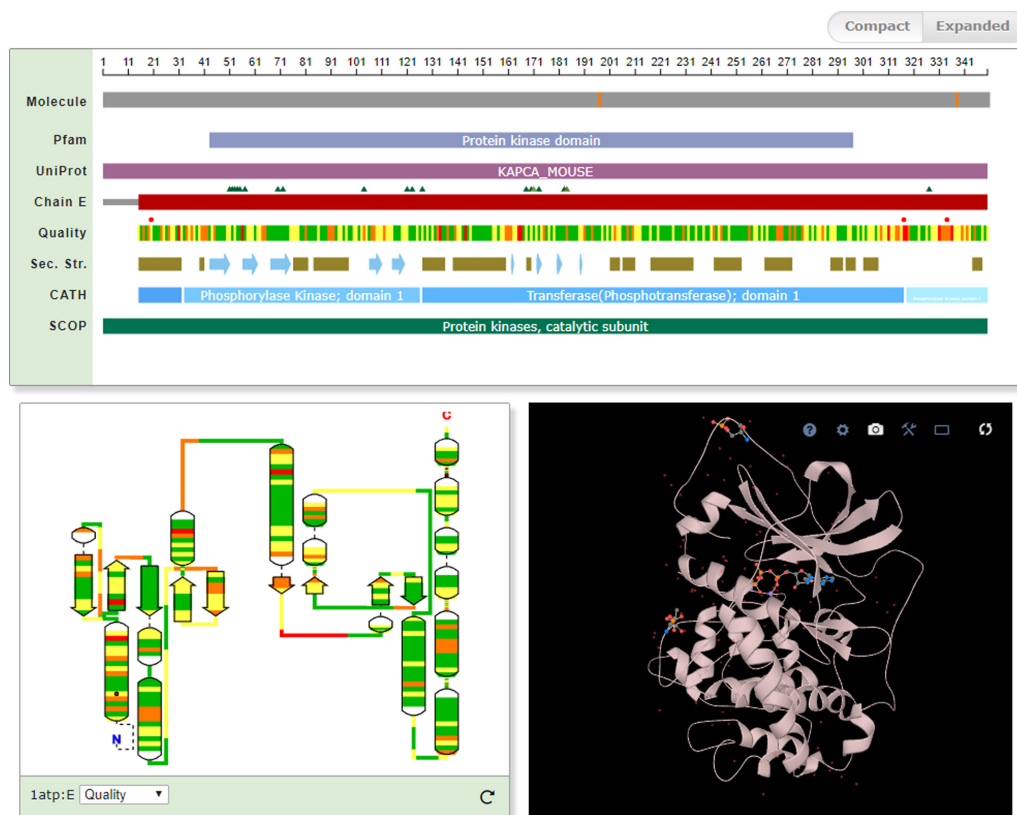 Compact Expanded
1 11 21 31 41 51 61 71 81 91 101 111 121 131 141 151 161 171 181 191 201 211 221 231 241 251 261 271 281 291 301 311 321 331 341
Molecule
Pfam Protein kinase domain
UniProt KAPCA_MOUSE
Chain E
Quality
Sec. Str.
CATH Phosphorylase Kinase; domain 1 Transferase(Phosphotransferase); domain 1
SCOP Protein kinases, catalytic subunit
C
N
1atp:E Quality